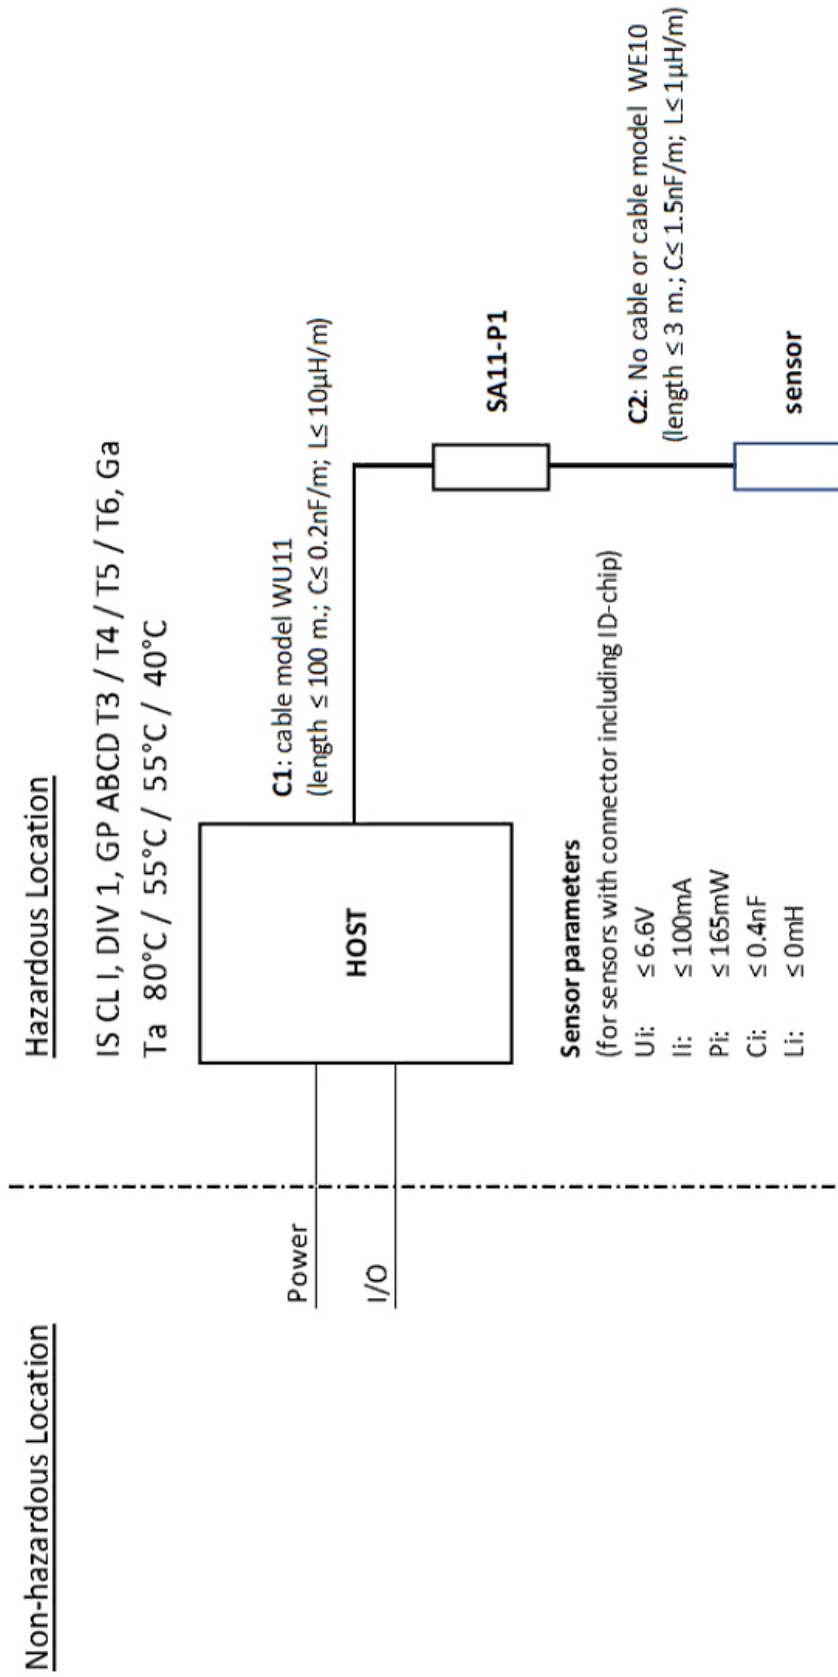 Non-hazardous Location
Hazardous Location
IS CL I, DIV 1, GP ABCD T3 / T4 / T5 / T6, Ga
Ta 80°C / 55°C / 55°C / 40°C
Power
I/O
HOST
C1: cable model WU11
(length ≤ 100 m.; C≤ 0.2nF/m; L≤ 10µH/m)
SA11-P1
Sensor parameters
(for sensors with connector including ID-chip)
Ui: ≤ 6.6V
Ii: ≤ 100mA
Pi: ≤ 165mW
Ci: ≤ 0.4nF
Li: ≤ 0mH
C2: No cable or cable model WE10
(length ≤ 3 m.; C≤ 1.5nF/m; L≤ 1µH/m)
sensor